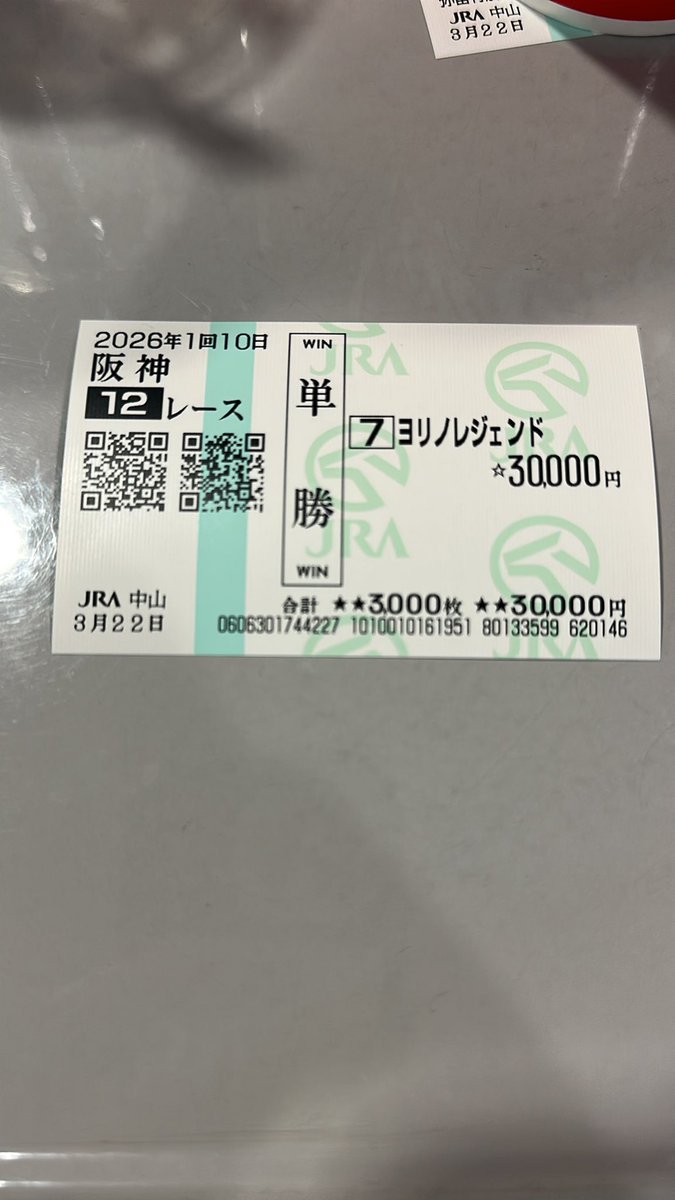 JRA 中山
3月22日
2026年1回10日
阪神
12レース
WIN
単勝
WIN
7 ヨリノレジェンド
☆30,000円
JRA 中山
3月22日
合計 ★★3,000枚 ★★30,000円
0606301744227 1010010161951 80133599 620146
JRA
JRA
JRA
JRA